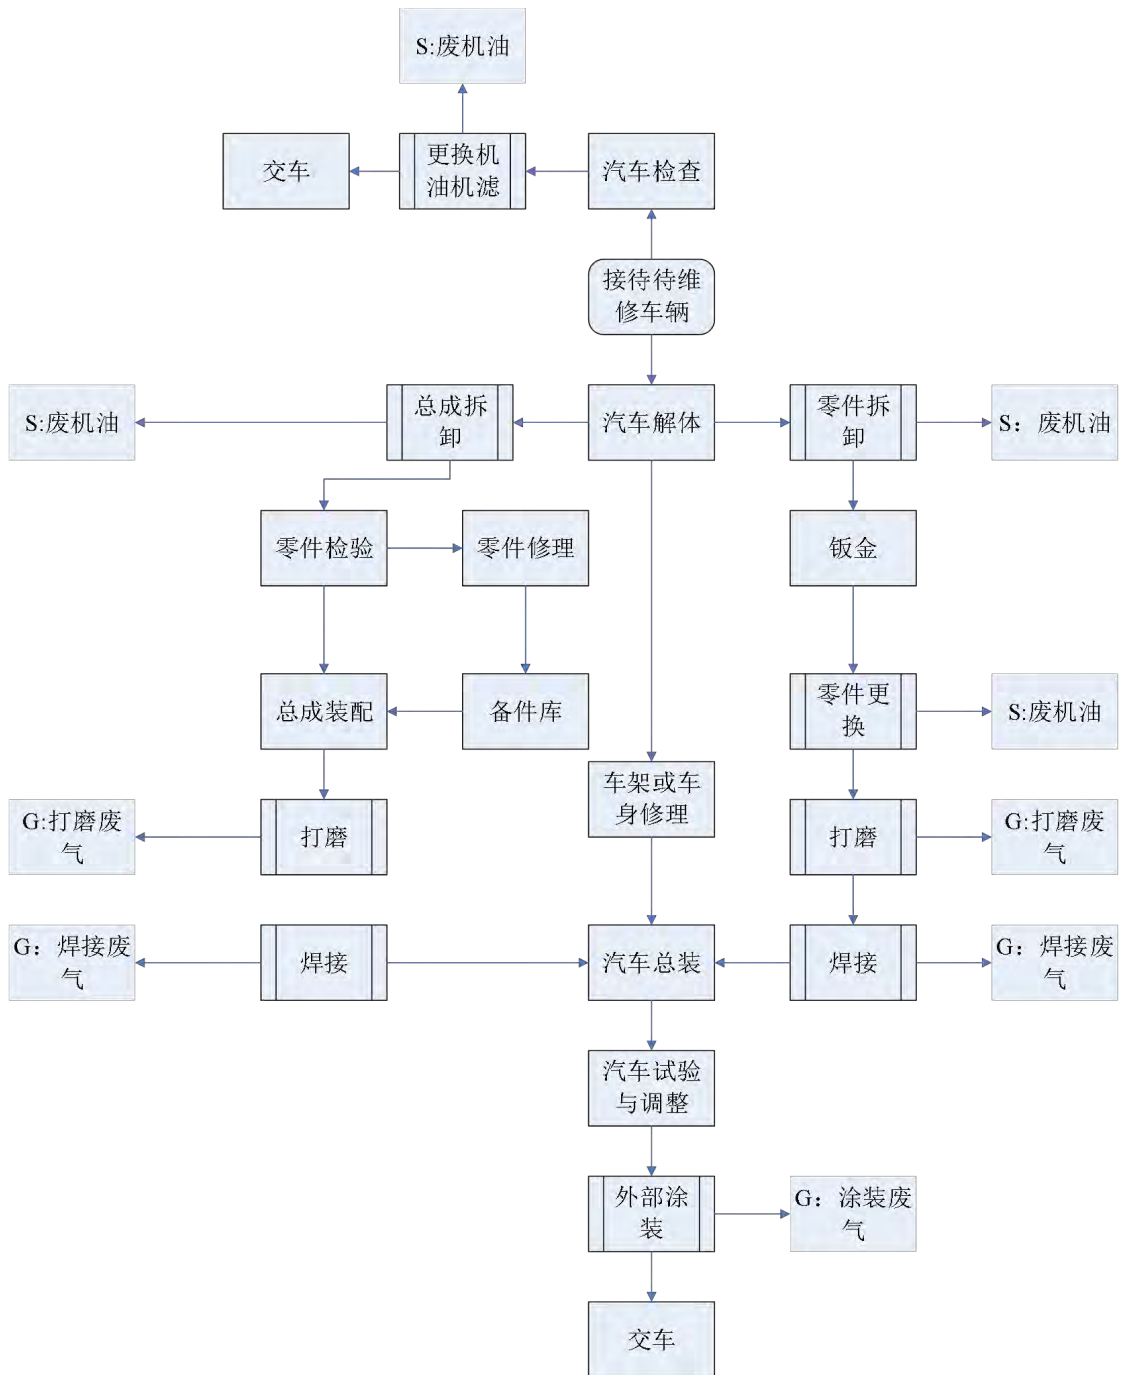 S:废机油
交车
更换机
油机滤
汽车检查
接待待维
修车辆
S:废机油
总成拆
卸
汽车解体
零件拆
卸
S：废机油
零件检验
零件修理
钣金
总成装配
备件库
零件更
换
S:废机油
车架或车
身修理
G:打磨废
气
打磨
打磨
G:打磨废
气
G：焊接废
气
焊接
汽车总装
焊接
G：焊接废
气
汽车试验
与调整
外部涂
装
G：涂装废
气
交车